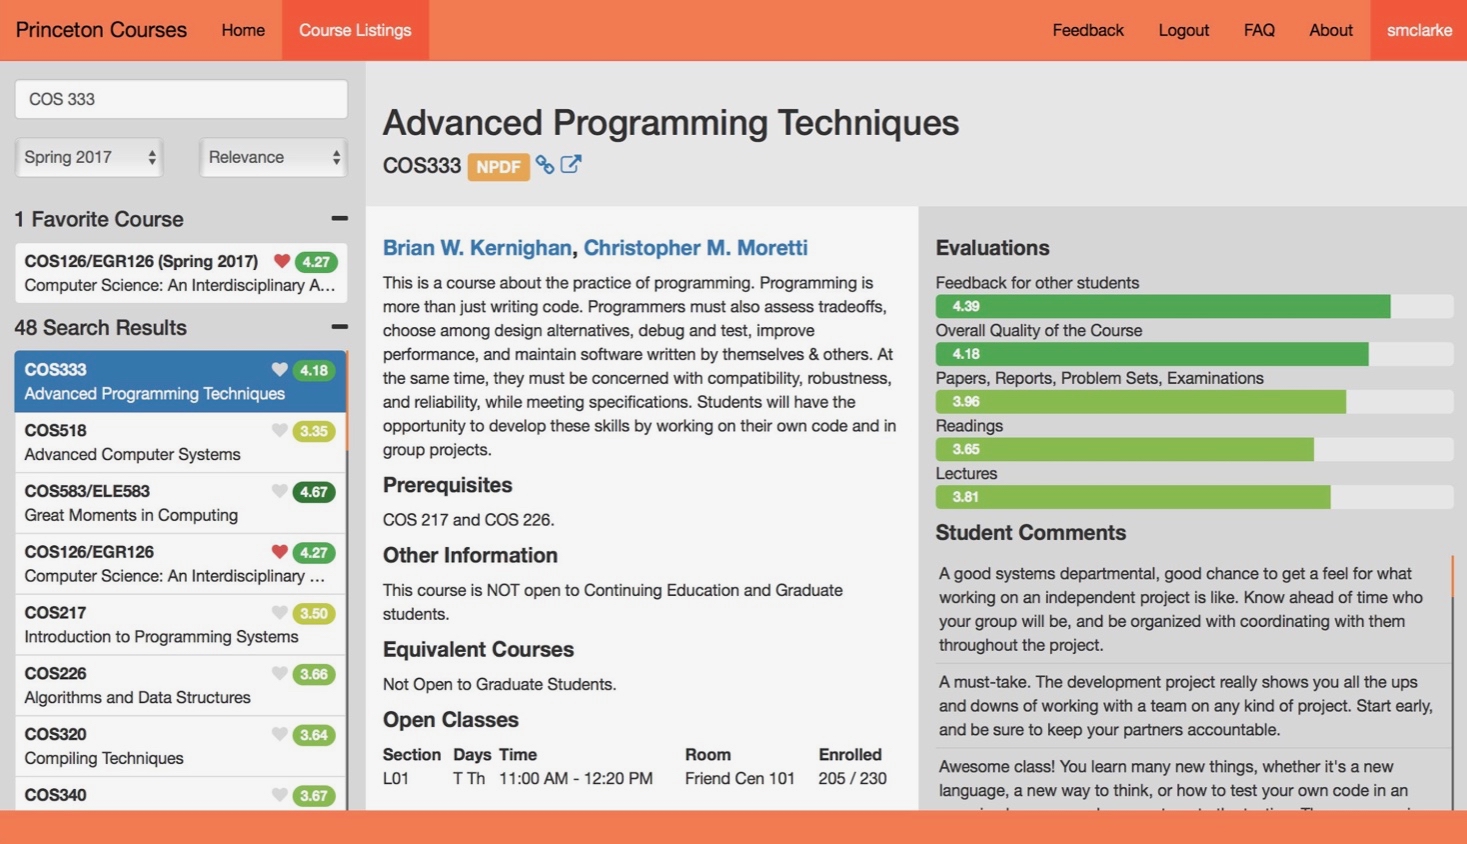 Princeton Courses Home Course Listings Feedback Logout FAQ About smclarke
COS 333
Spring 2017 Relevance
1 Favorite Course
COS126/EGR126 (Spring 2017) 4.27
Computer Science: An Interdisciplinary A...
48 Search Results
COS333 4.18
Advanced Programming Techniques
COS518 3.35
Advanced Computer Systems
COS583/ELE583 4.67
Great Moments in Computing
COS126/EGR126 4.27
Computer Science: An Interdisciplinary ...
COS217 3.50
Introduction to Programming Systems
COS226 3.66
Algorithms and Data Structures
COS320 3.64
Compiling Techniques
COS340 3.67
Advanced Programming Techniques
COS333 NPDF
Brian W. Kernighan, Christopher M. Moretti
This is a course about the practice of programming. Programming is
more than just writing code. Programmers must also assess tradeoffs,
choose among design alternatives, debug and test, improve
performance, and maintain software written by themselves & others. At
the same time, they must be concerned with compatibility, robustness,
and reliability, while meeting specifications. Students will have the
opportunity to develop these skills by working on their own code and in
group projects.
Prerequisites
COS 217 and COS 226.
Other Information
This course is NOT open to Continuing Education and Graduate
students.
Equivalent Courses
Not Open to Graduate Students.
Open Classes
Section Days Time Room Enrolled
L01 T Th 11:00 AM - 12:20 PM Friend Cen 101 205 / 230
Evaluations
Feedback for other students
4.39
Overall Quality of the Course
4.18
Papers, Reports, Problem Sets, Examinations
3.96
Readings
3.65
Lectures
3.81
Student Comments
A good systems departmental, good chance to get a feel for what
working on an independent project is like. Know ahead of time who
your group will be, and be organized with coordinating with them
throughout the project.
A must-take. The development project really shows you all the ups
and downs of working with a team on any kind of project. Start early,
and be sure to keep your partners accountable.
Awesome class! You learn many new things, whether it's a new
language, a new way to think, or how to test your own code in an